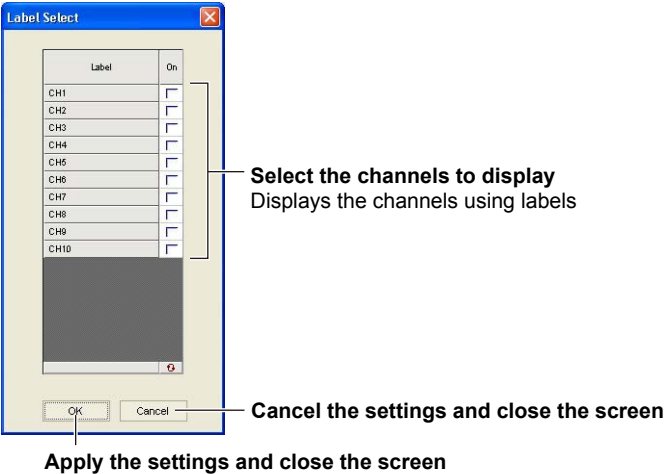 Label Select
Label On
CH1
CH2
CH3
CH4
CH5
CH6
CH7
CH8
CH9
CH10
Select the channels to display
Displays the channels using labels
OK Cancel
Cancel the settings and close the screen
Apply the settings and close the screen